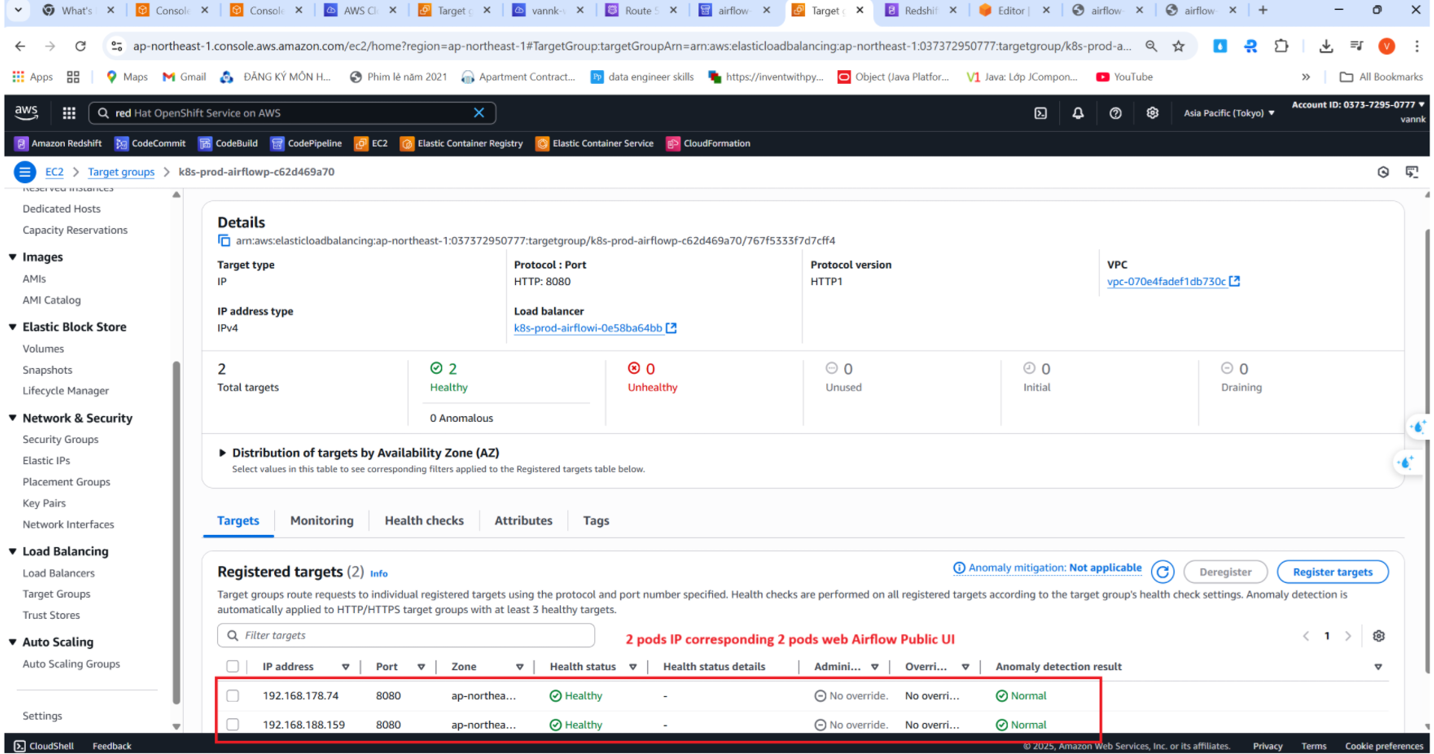 What's
Consol
Consol
AWS C
Target
vannk-
Route
airflow
Target
Redshif
Editor |
airflow
airflow
ap-northeast-1.console.aws.amazon.com/ec2/home?region=ap-northeast-1#TargetGroup:targetGroupArn=arn:aws:elasticloadbalancing:ap-northeast-1:037372950777:targetgroup/k8s-prod-a...
V
Apps
Maps
Gmail
ĐĂNG KÝ MÔN H...
Phim lẻ năm 2021
Apartment Contract...
data engineer skills
https://inventwithpy...
Object (Java Platfor...
V1 Java: Lớp JCompon...
YouTube
»
All Bookmarks
aws
red Hat OpenShift Service on AWS
Asia Pacific (Tokyo) ▼
Account ID: 0373-7295-0777 ▼
vannk
Amazon Redshift
CodeCommit
CodeBuild
CodePipeline
EC2
Elastic Container Registry
Elastic Container Service
CloudFormation
EC2 > Target groups > k8s-prod-airflowp-c62d469a70
Reserved Instances
Dedicated Hosts
Capacity Reservations
Images
AMIs
AMI Catalog
Elastic Block Store
Volumes
Snapshots
Lifecycle Manager
Network & Security
Security Groups
Elastic IPs
Placement Groups
Key Pairs
Network Interfaces
Load Balancing
Load Balancers
Target Groups
Trust Stores
Auto Scaling
Auto Scaling Groups
Settings
Details
arn:aws:elasticloadbalancing:ap-northeast-1:037372950777:targetgroup/k8s-prod-airflowp-c62d469a70/767f5333f7d7cff4
Target type
IP
Protocol : Port
HTTP: 8080
Protocol version
HTTP1
VPC
vpc-070e4fadef1db730c
IP address type
IPv4
Load balancer
k8s-prod-airflowi-0e58ba64bb
2
Total targets
2
Healthy
0 Anomalous
0
Unhealthy
0
Unused
0
Initial
0
Draining
Distribution of targets by Availability Zone (AZ)
Select values in this table to see corresponding filters applied to the Registered targets table below.
Targets
Monitoring
Health checks
Attributes
Tags
Registered targets (2) Info
Anomaly mitigation: Not applicable
Deregister
Register targets
Target groups route requests to individual registered targets using the protocol and port number specified. Health checks are performed on all registered targets according to the target group's health check settings. Anomaly detection is
automatically applied to HTTP/HTTPS target groups with at least 3 healthy targets.
Filter targets
2 pods IP corresponding 2 pods web Airflow Public UI
1
IP address
Port
Zone
Health status
Health status details
Admini...
Overri...
Anomaly detection result
192.168.178.74
8080
ap-northea...
Healthy
-
No override.
No overri...
Normal
192.168.188.159
8080
ap-northea...
Healthy
-
No override.
No overri...
Normal
CloudShell
Feedback
© 2025, Amazon Web Services, Inc. or its affiliates.
Privacy
Terms
Cookie preferences